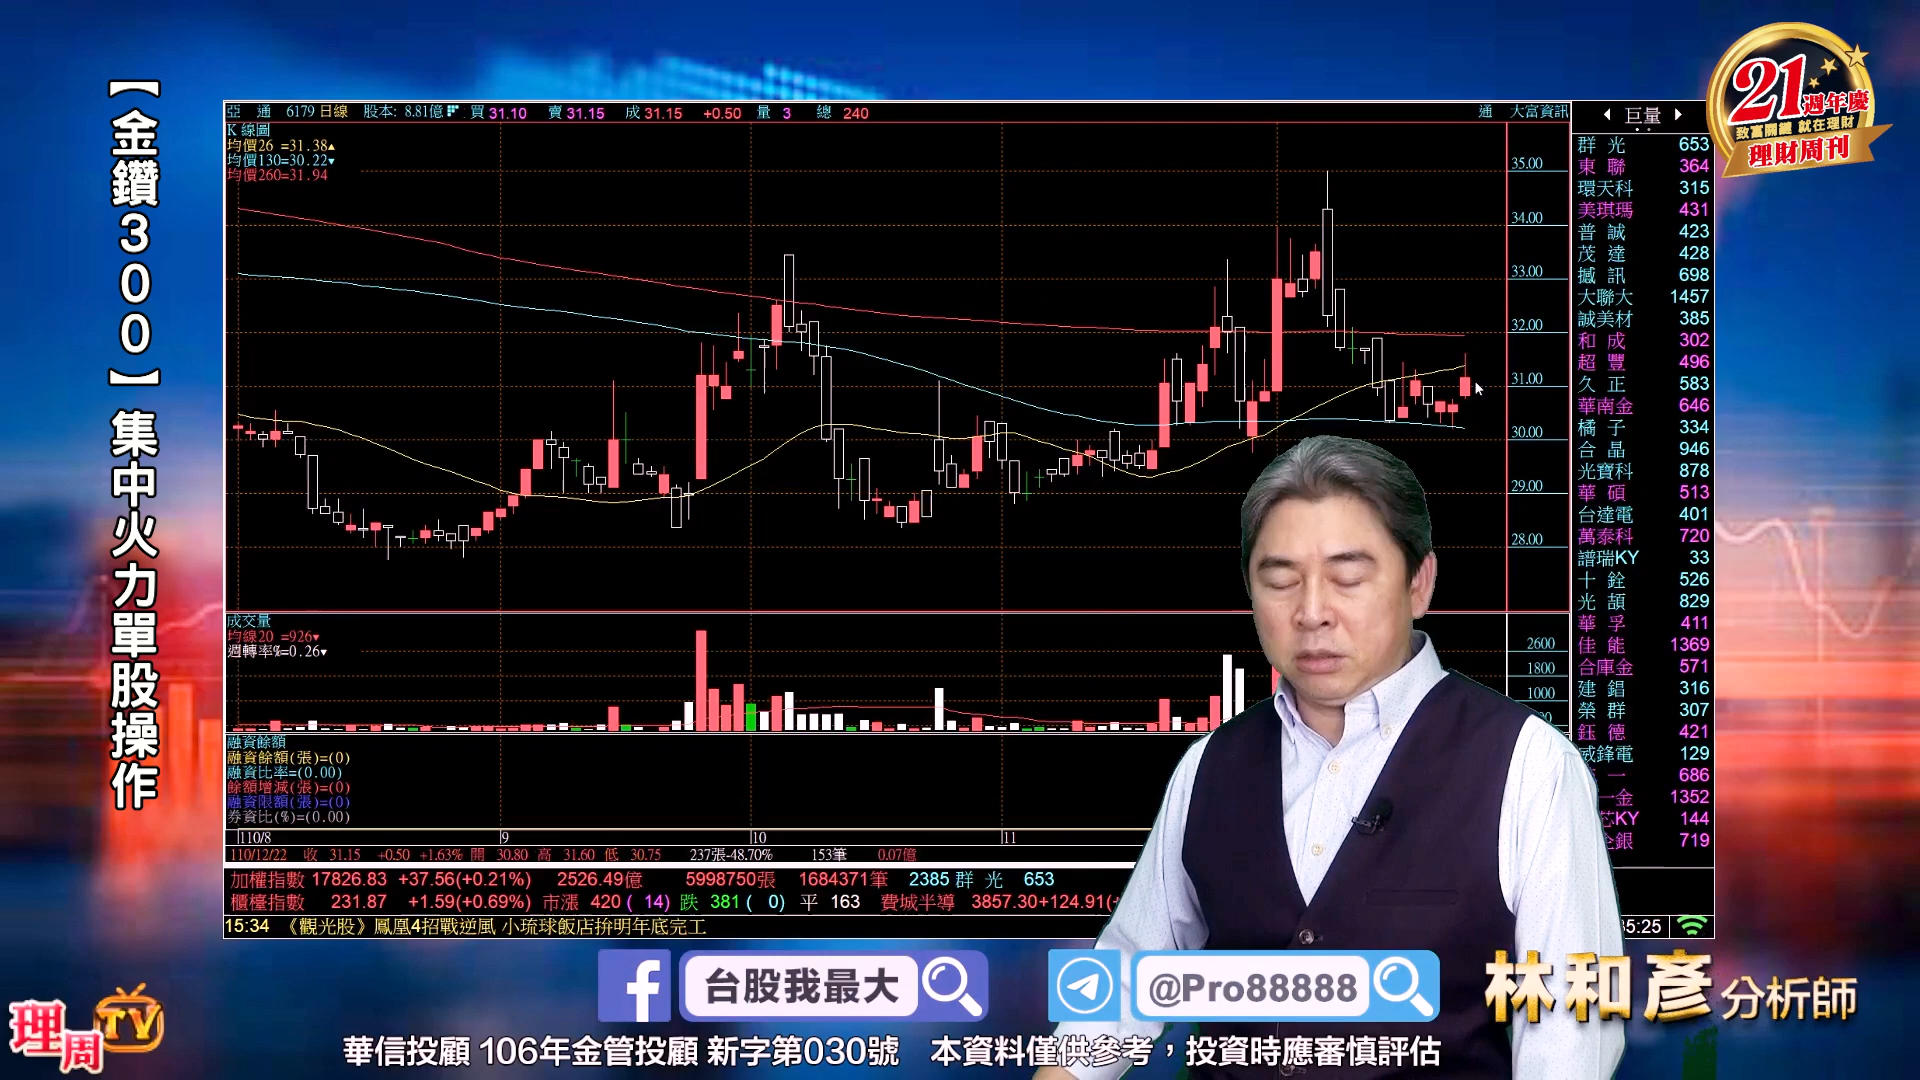 【金鑽300】集中火力單股操作
21週年慶
致富關鍵 就在理財
理財周刊
亞 通 6179 日線 股本: 8.81億 買 31.10 賣 31.15 成 31.15 +0.50 量 3 總 240 通 大富資訊
K 線圖
均價26 =31.38▲
均價130=30.22▼
均價260=31.94
35.00
34.00
33.00
32.00
31.00
30.00
29.00
28.00
成交量
均線20 =926▼
週轉率%=0.26▼
2600
1800
1000
融資餘額
融資餘額(張)=(0)
融資比率=(0.00)
餘額增減(張)=(0)
融資限額(張)=(0)
券資比(%)=(0.00)
110/8 9 10 11
110/12/22 收 31.15 +0.50 +1.63% 開 30.80 高 31.60 低 30.75 237張-48.70% 153筆 0.07億
加權指數 17826.83 +37.56(+0.21%) 2526.49億 5998750張 1684371筆 2385 群 光 653
櫃檯指數 231.87 +1.59(+0.69%) 市漲 420 ( 14) 跌 381 ( 0) 平 163 費城半導 3857.30+124.91(+
15:34 《觀光股》鳳凰4招戰逆風 小琉球飯店拚明年底完工
5:25
巨量
群 光 653
東 聯 364
環天科 315
美琪瑪 431
普 誠 423
茂 達 428
撼 訊 698
大聯大 1457
誠美材 385
和 成 302
超 豐 496
久 正 583
華南金 646
橘 子 334
合 晶 946
光寶科 878
華 碩 513
台達電 401
萬泰科 720
譜瑞KY 33
十 銓 526
光 頡 829
華 孚 411
佳 能 1369
合庫金 571
建 錩 316
榮 群 307
鈺 德 421
威鋒電 129
一 686
一金 1352
芯KY 144
銀 719
台股我最大
@Pro88888
林和彥 分析師
理周TV
華信投顧 106年金管投顧 新字第030號 本資料僅供參考,投資時應審慎評估